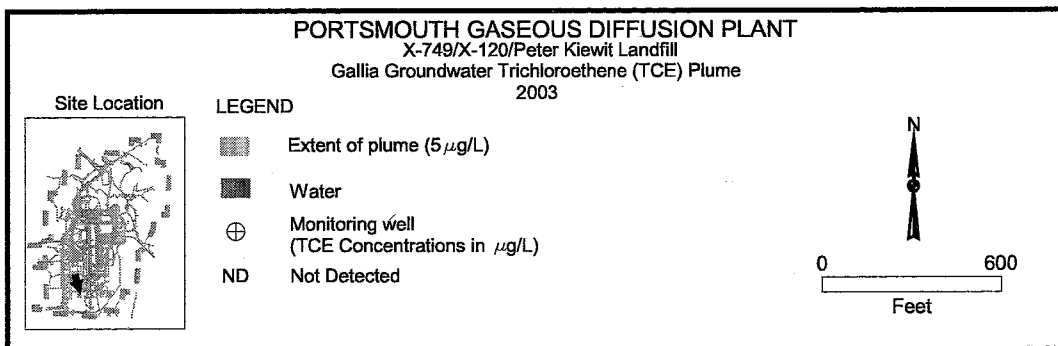 PORTSMOUTH GASEOUS DIFFUSION PLANT
X-749/X-120/Peter Kiewit Landfill
Gallia Groundwater Trichloroethene (TCE) Plume
2003
Site Location
LEGEND
Extent of plume (5 μg/L)
Water
Monitoring well
(TCE Concentrations in μg/L)
ND Not Detected
N
0 600
Feet